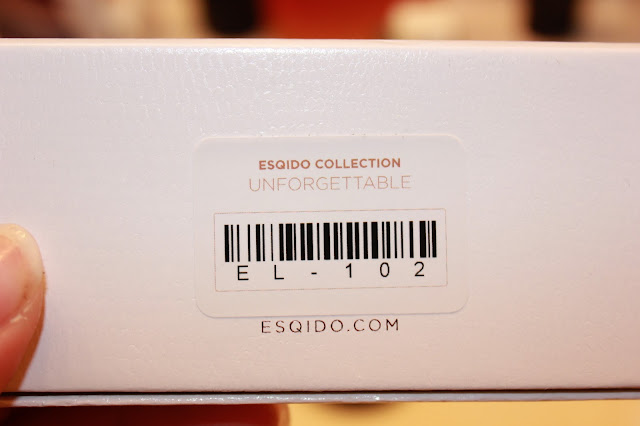 ESQIDO COLLECTION
UNFORGETTABLE
EL-102
ESQIDO.COM